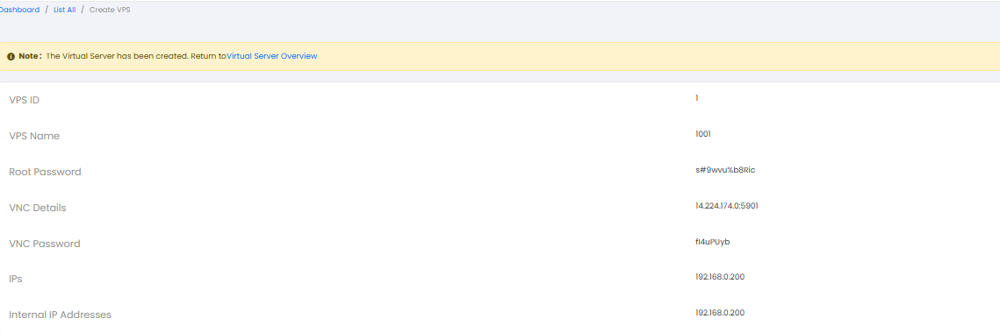 Dashboard / List All / Create VPS
Note : The Virtual Server has been created. Return toVirtual Server Overview
VPS ID 1
VPS Name 1001
Root Password s#9wvu%b8Ric
VNC Details 14.224.174.0:5901
VNC Password fI4uPUyb
IPs 192.168.0.200
Internal IP Addresses 192.168.0.200